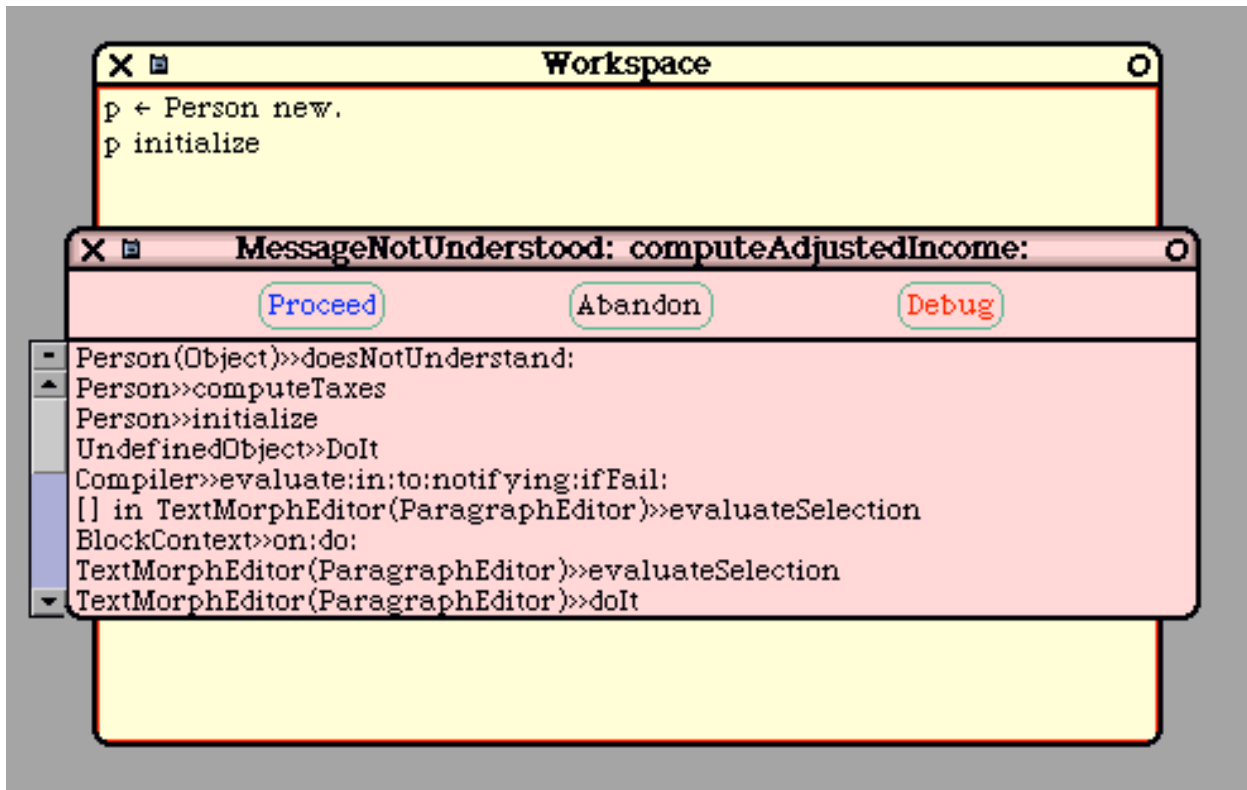 Workspace
p ← Person new.
p initialize
MessageNotUnderstood: computeAdjustedIncome:
Proceed Abandon Debug
Person(Object)»doesNotUnderstand:
Person»computeTaxes
Person»initialize
UndefinedObject»DoIt
Compiler»evaluate:in:to:notifying:ifFail:
[] in TextMorphEditor(ParagraphEditor)»evaluateSelection
BlockContext»on:do:
TextMorphEditor(ParagraphEditor)»evaluateSelection
TextMorphEditor(ParagraphEditor)»doIt